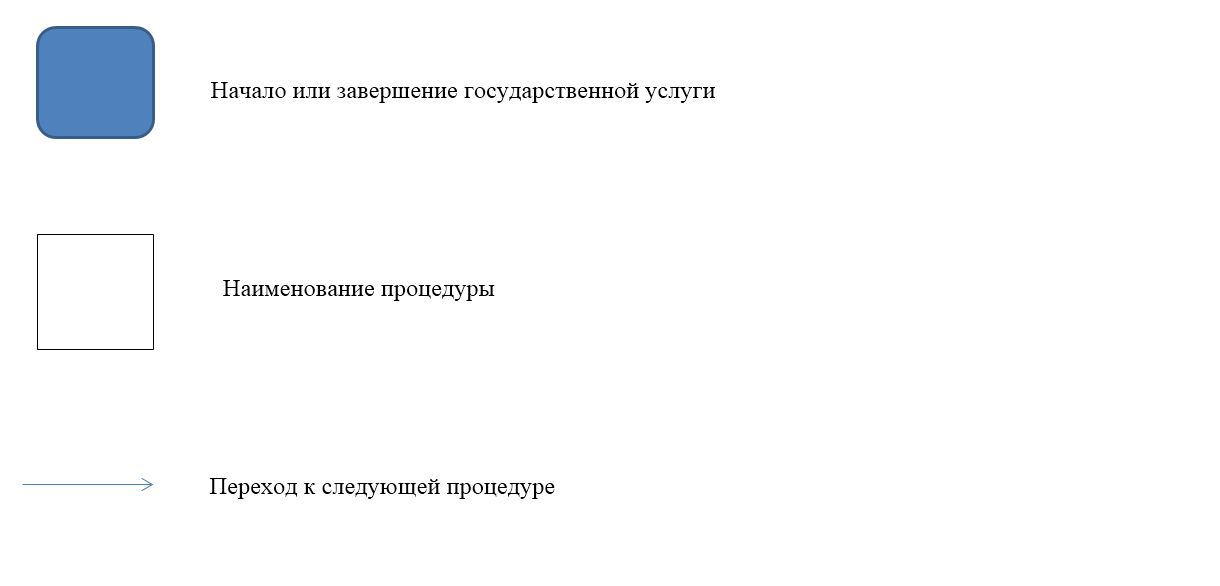 Начало или завершение государственной услуги
Наименование процедуры
Переход к следующей процедуре